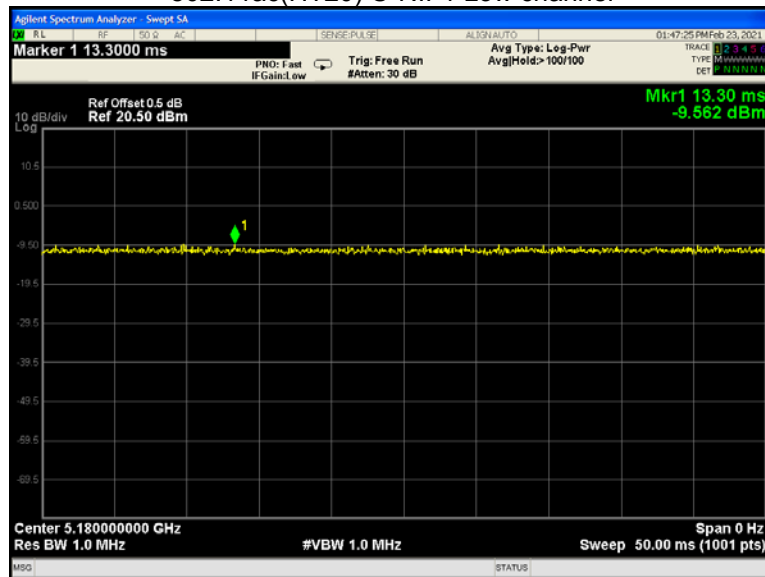 Agilent Spectrum Analyzer - Swept SA
RL RF 50 Ω AC SENSE:PULSE ALIGNAUTO 01:47:25 PM Feb 23, 2021
Marker 1 13.3000 ms
PNO: Fast
IFGain:Low
Trig: Free Run
#Atten: 30 dB
Avg Type: Log-Pwr
Avg|Hold:>100/100
TRACE 1 2 3 4 5
TYPE
DET P N N N N
Ref Offset 0.5 dB
10 dB/div Ref 20.50 dBm
Log
Mkr1 13.30 ms
-9.562 dBm
10.5
0.500
1
-9.50
-19.5
-29.5
-39.5
-49.5
-59.5
-69.5
Center 5.180000000 GHz Span 0 Hz
Res BW 1.0 MHz #VBW 1.0 MHz Sweep 50.00 ms (1001 pts)
MSG STATUS